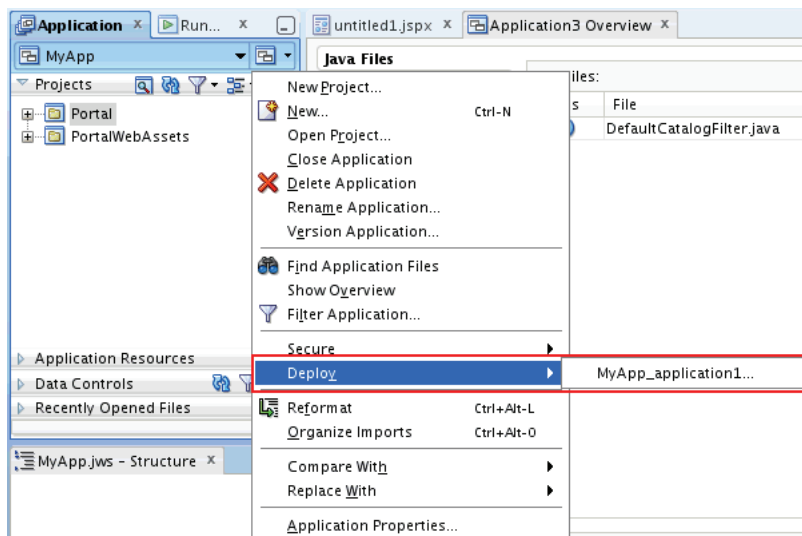 Application x Run... x untitled1.jspx x Application3 Overview x
MyApp
Java Files
Projects
iles:
Portal
PortalWebAssets
s File
DefaultCatalogFilter.java
New Project...
New... Ctrl-N
Open Project...
Close Application
Delete Application
Rename Application...
Version Application...
Find Application Files
Show Overview
Filter Application...
Secure
Deploy MyApp_application1...
Reformat Ctrl+Alt-L
Organize Imports Ctrl+Alt-O
Compare With
Replace With
Application Properties...
Application Resources
Data Controls
Recently Opened Files
MyApp.jws - Structure x